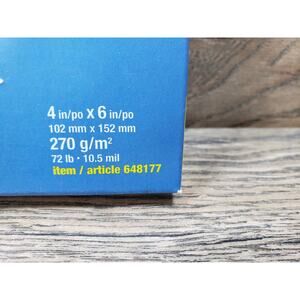 4 in/po x 6 in/po
102 mm x 152 mm
270 g/m²
72 lb • 10.5 mil
item / article 648177